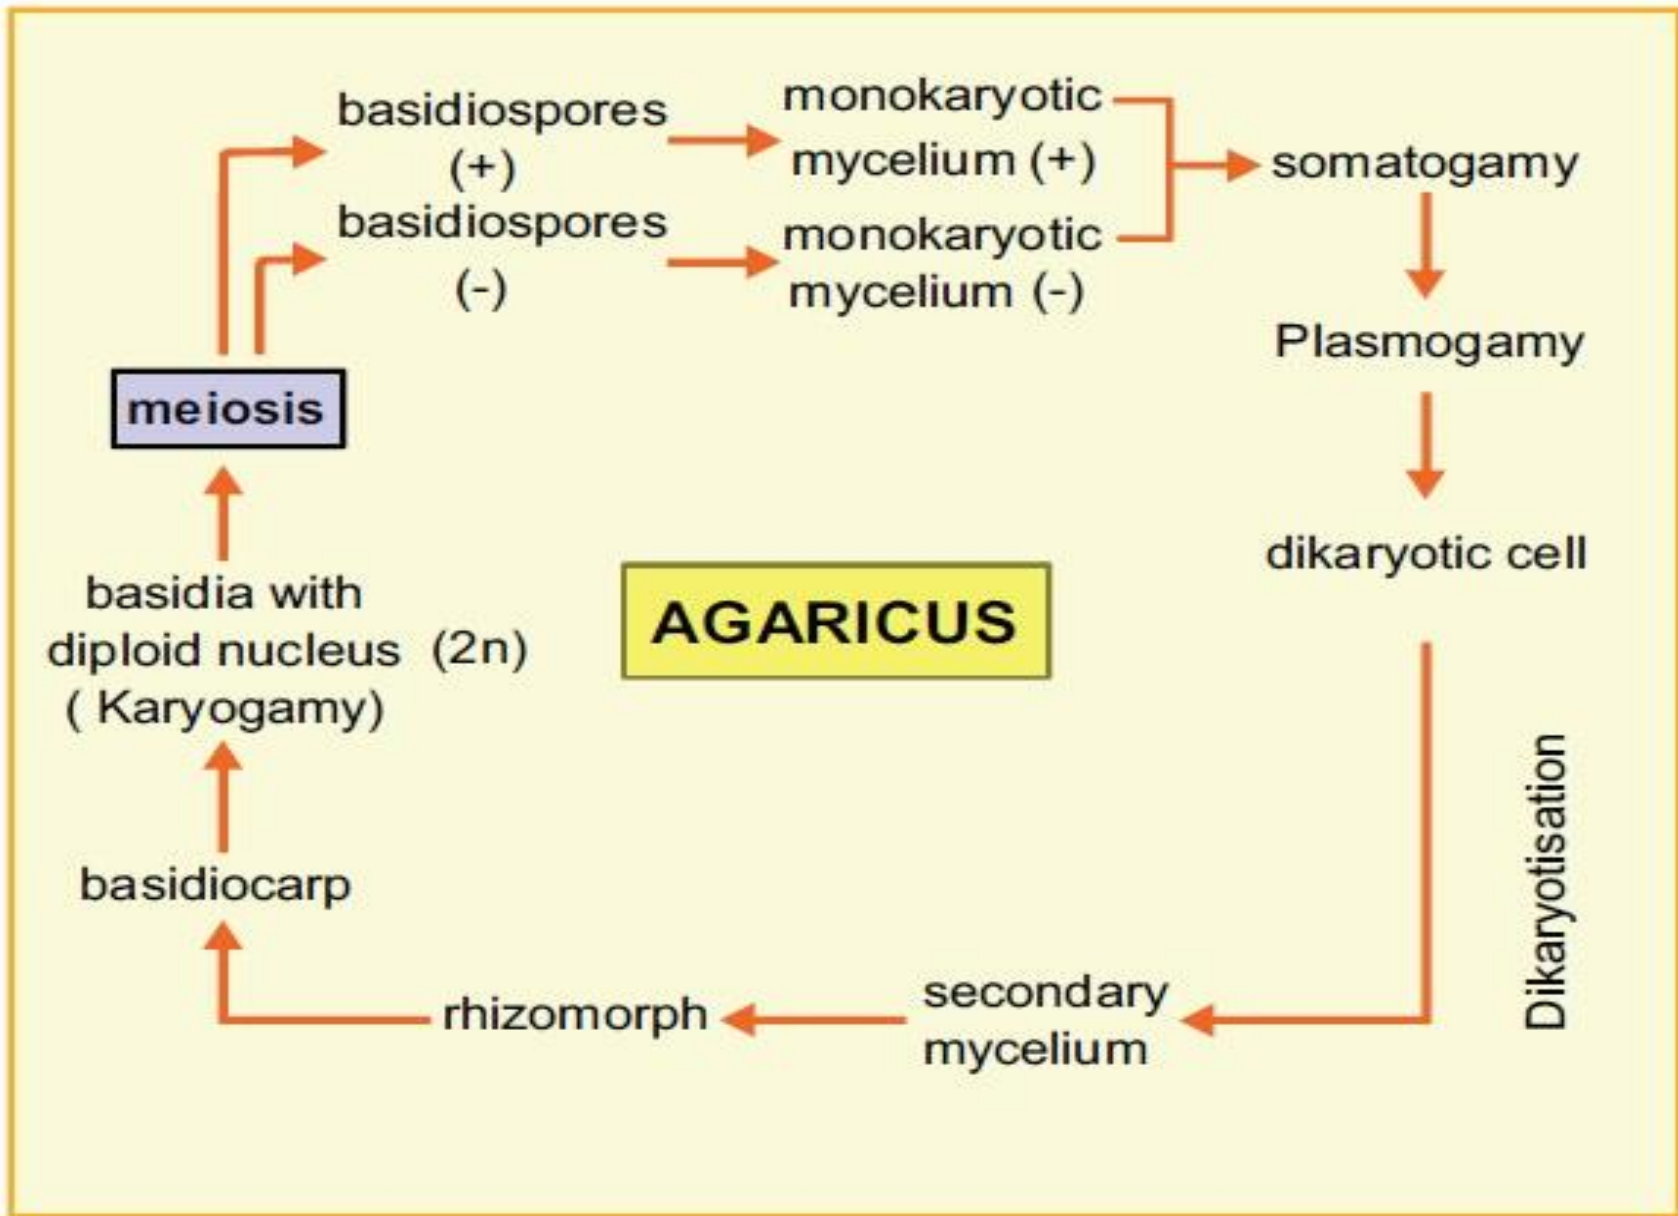 basidiospores
(+)
monokaryotic
mycelium (+)
basidiospores
(-)
monokaryotic
mycelium (-)
somatogamy
Plasmogamy
dikaryotic cell
Dikaryotisation
secondary
mycelium
rhizomorph
basidiocarp
basidia with
diploid nucleus (2n)
( Karyogamy)
meiosis
AGARICUS